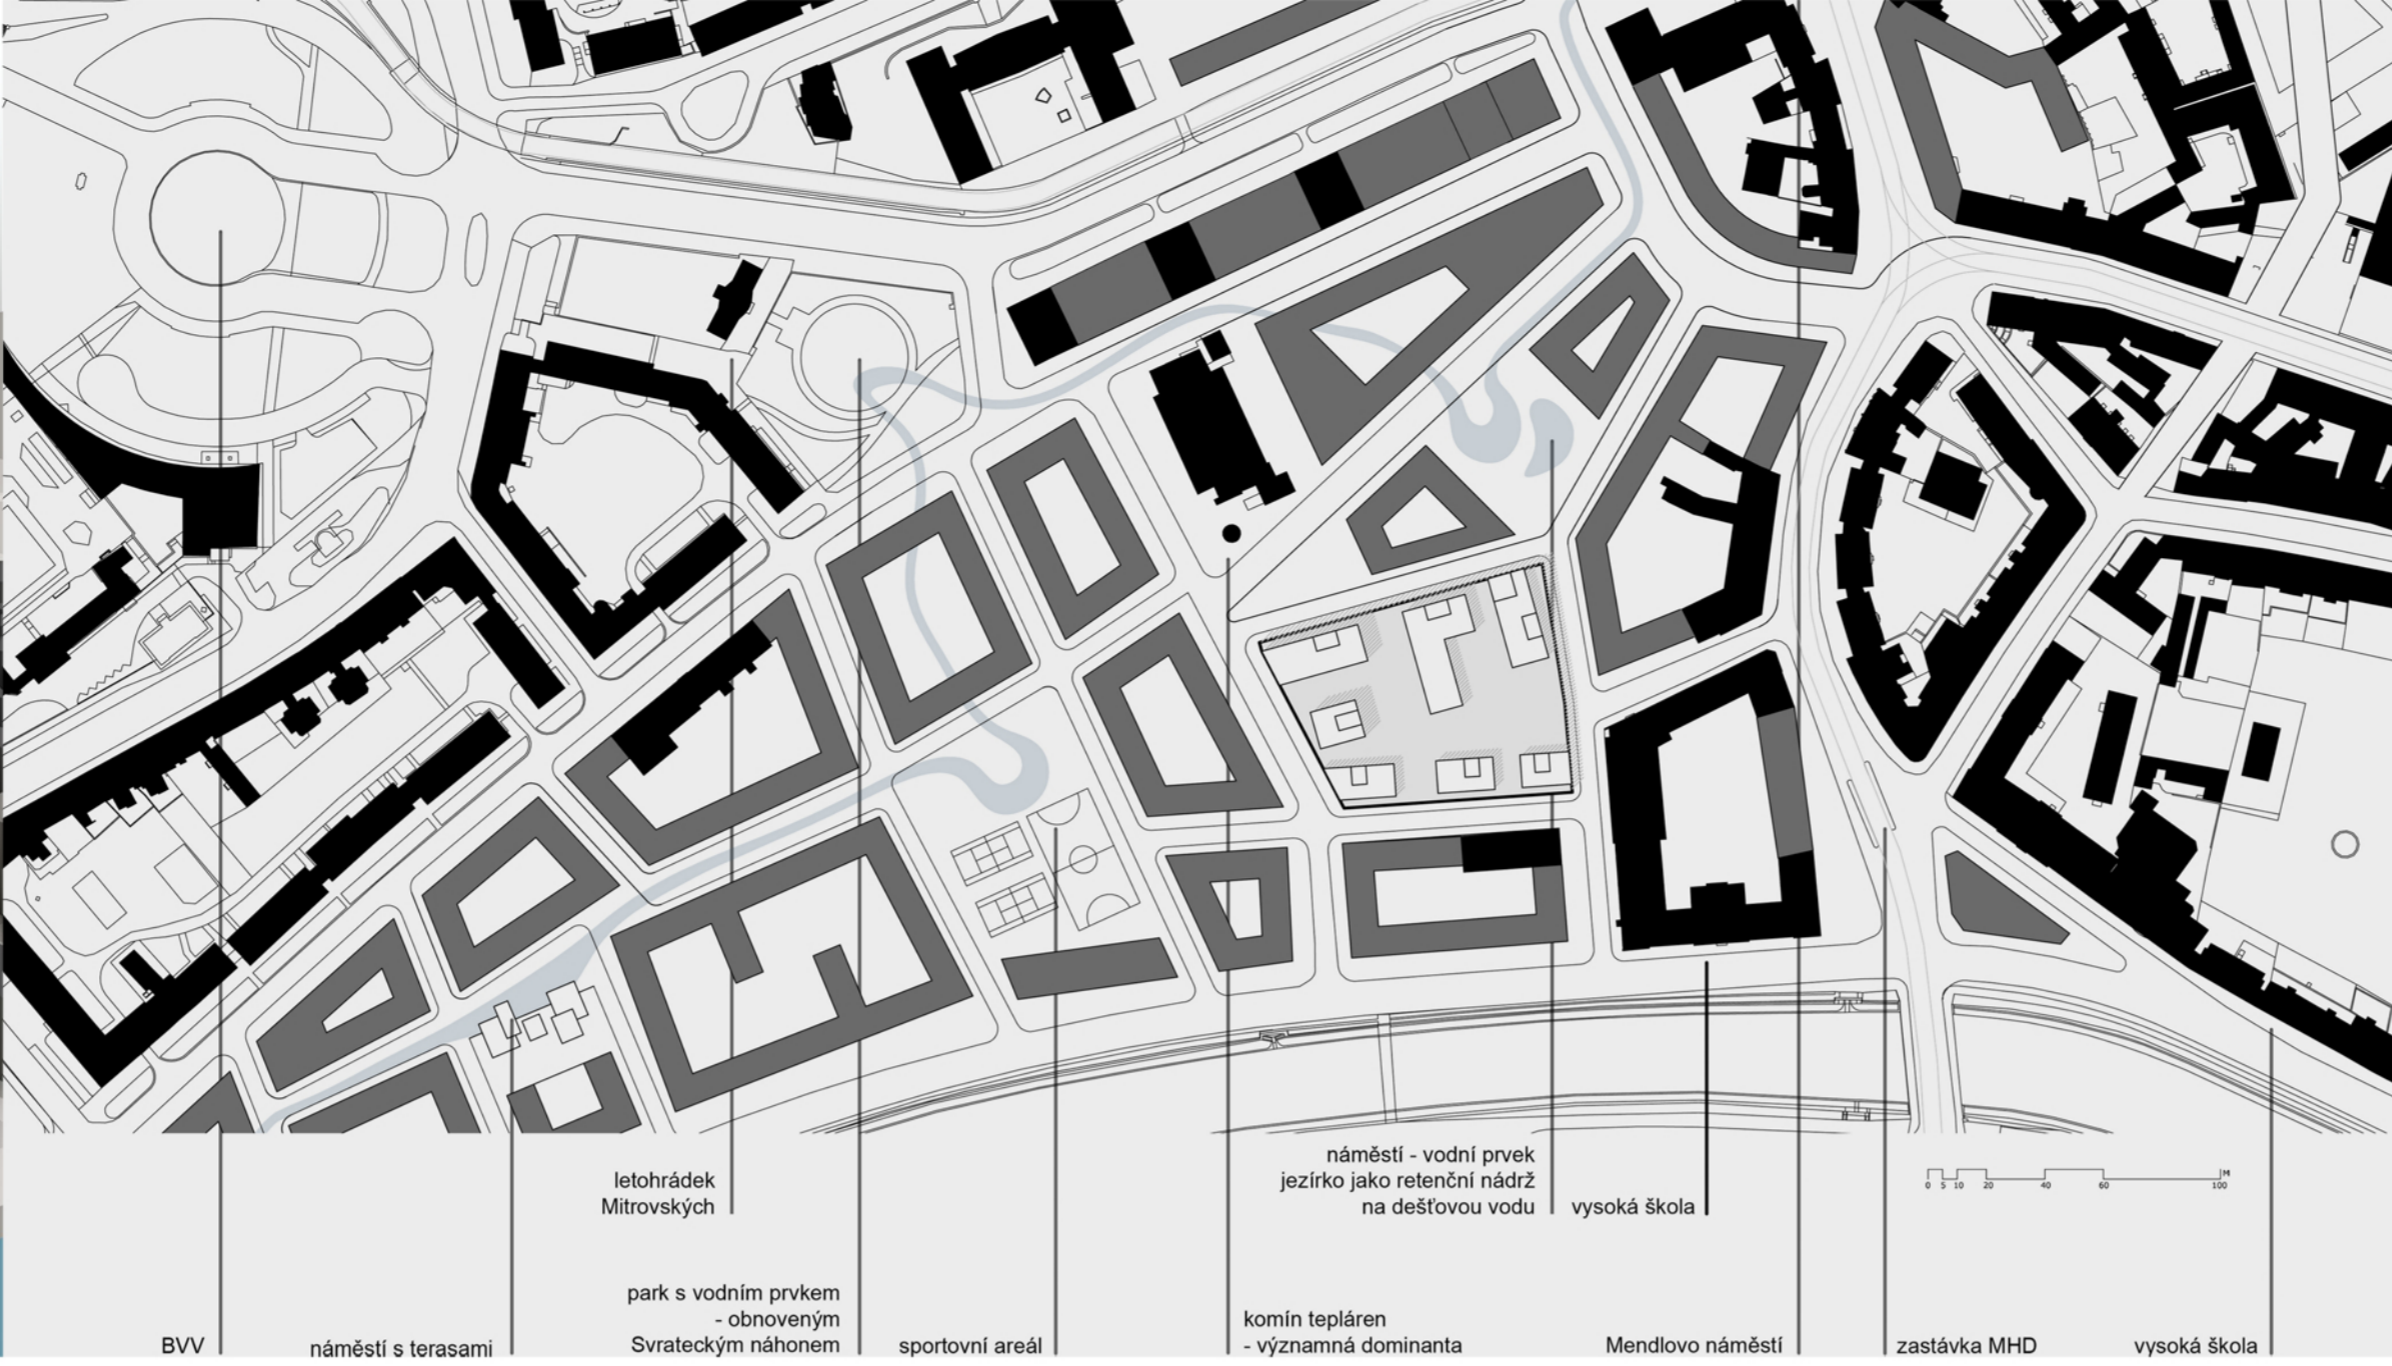 letohrádek
Mitrovských
náměstí - vodní prvek
jezírko jako retenční nádrž
na dešťovou vodu
vysoká škola
M
0 5 10 20 40 60 100
park s vodním prvkem
- obnoveným
Svrateckým náhonem
komín tepláren
- významná dominanta
BVV
náměstí s terasami
sportovní areál
Mendlovo náměstí
zastávka MHD
vysoká škola